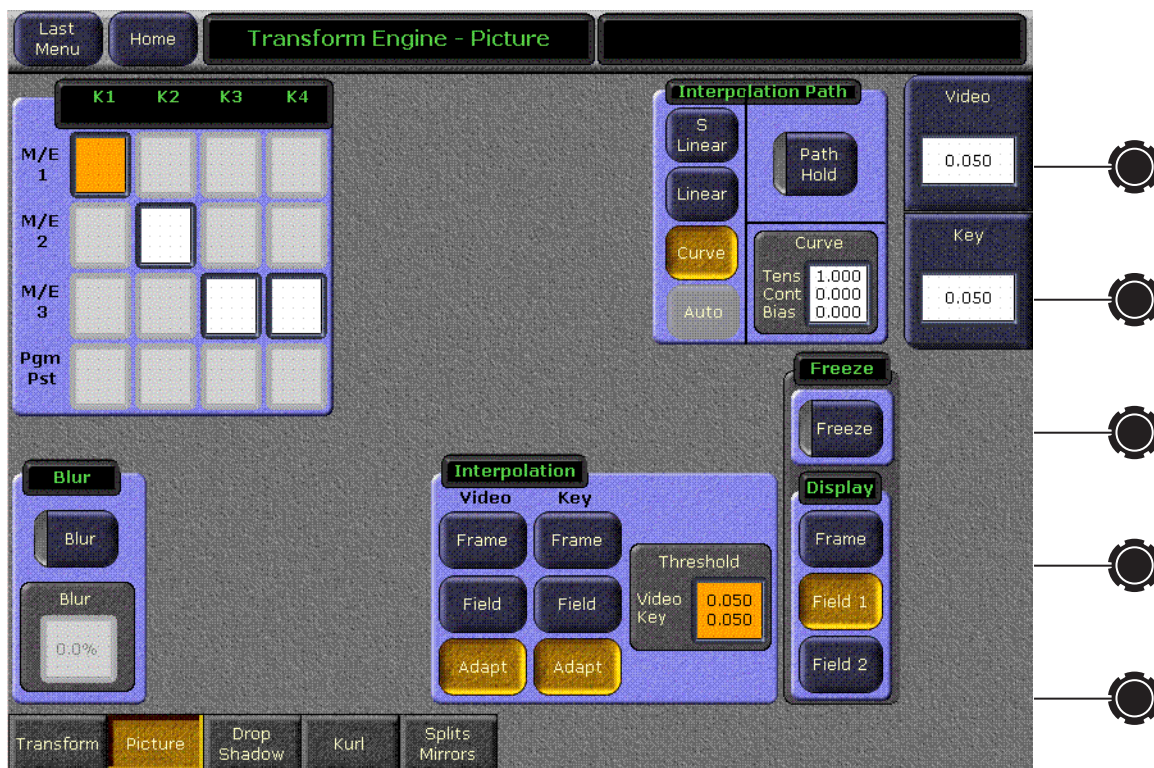 Last
Menu
Home
Transform Engine - Picture
K1 K2 K3 K4
M/E
1
M/E
2
M/E
3
Pgm
Pst
Interpolation Path
S
Linear
Linear
Curve
Auto
Path
Hold
Curve
Tens 1.000
Cont 0.000
Bias 0.000
Video
0.050
Key
0.050
Freeze
Freeze
Display
Frame
Field 1
Field 2
Blur
Blur
Blur
0.0%
Interpolation
Video Key
Frame Frame
Field Field
Adapt Adapt
Threshold
Video 0.050
Key 0.050
Transform
Picture
Drop
Shadow
Kurl
Splits
Mirrors